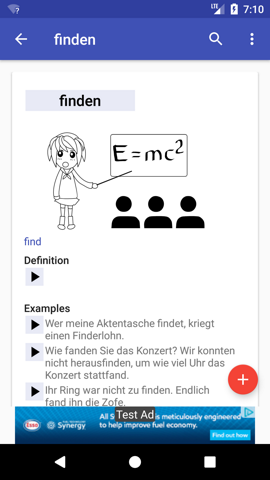 LTE 7:10
finden
finden
E=mc²
find
Definition
Examples
Wer meine Aktentasche findet, kriegt
einen Finderlohn.
Wie fanden Sie das Konzert? Wir konnten
nicht herausfinden, um wie viel Uhr das
Konzert stattfand.
Ihr Ring war nicht zu finden. Endlich
fand ihn die Zofe.
Test Ad
Esso Synergy
All
is meticulously engineered
to help improve fuel economy.
Find out how